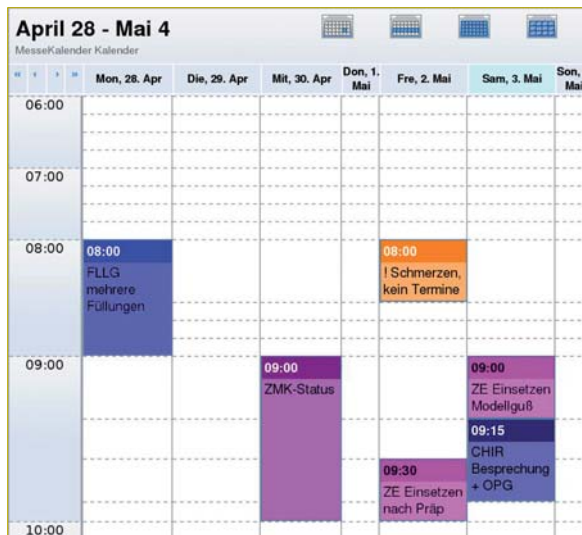 April 28 - Mai 4
MesseKalender Kalender
« ‹ › »
Mon, 28. Apr
Die, 29. Apr
Mit, 30. Apr
Don, 1.
Mai
Fre, 2. Mai
Sam, 3. Mai
Son,
Mai
06:00
07:00
08:00
08:00
FLLG
mehrere
Füllungen
08:00
! Schmerzen,
kein Termine
09:00
09:00
ZMK-Status
09:00
ZE Einsetzen
Modellguß
09:15
CHIR
Besprechung
+ OPG
09:30
ZE Einsetzen
nach Präp
10:00